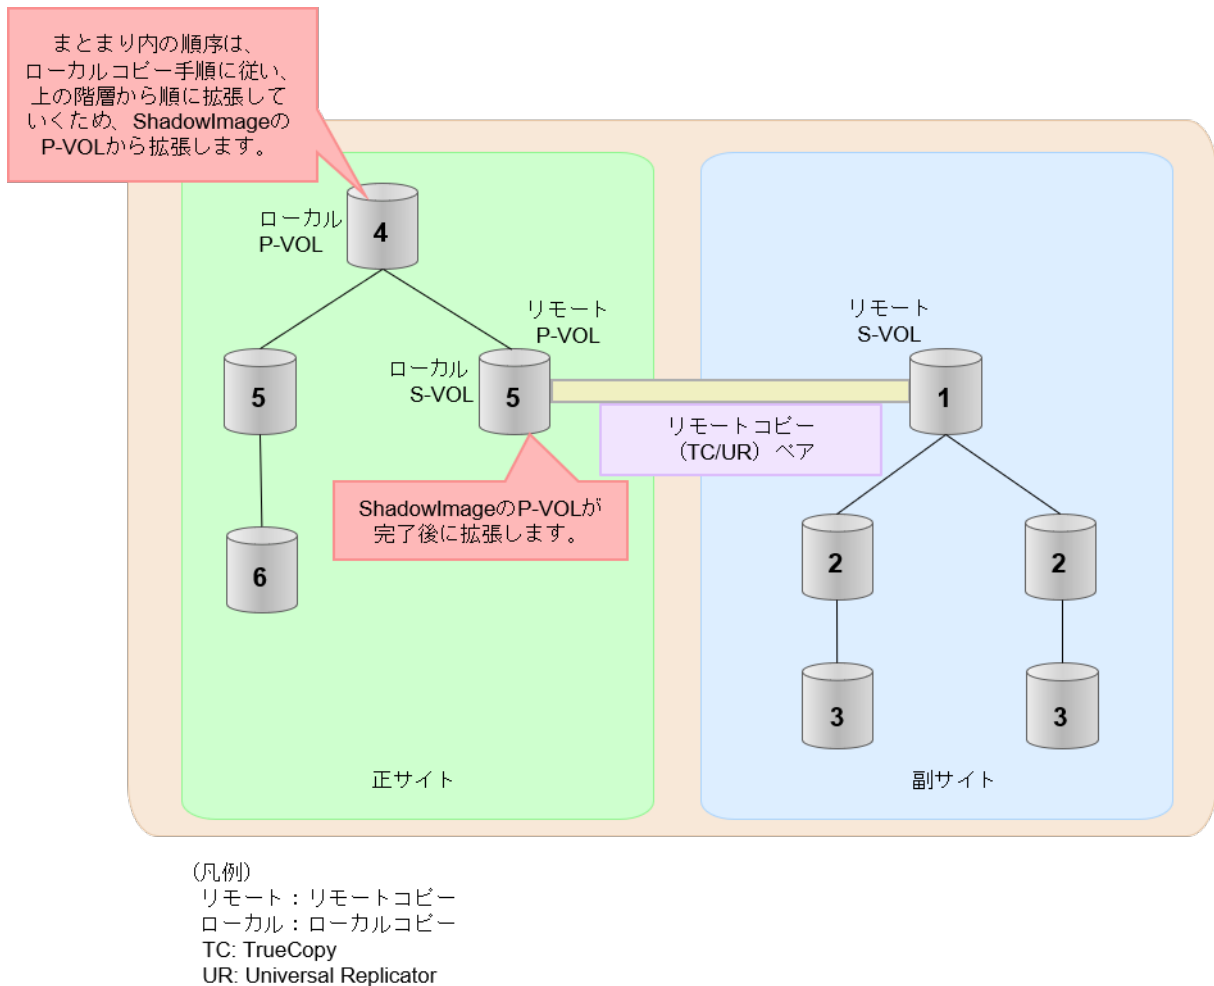 まとまり内の順序は、
ローカルコピー手順に従い、
上の階層から順に拡張して
いくため、ShadowImageの
P-VOLから拡張します。
ローカル
P-VOL
4
リモート
P-VOL
リモート
S-VOL
5
ローカル
S-VOL
5
1
リモートコピー
（TC/UR）ペア
ShadowImageのP-VOLが
完了後に拡張します。
6
2
2
3
3
正サイト
副サイト
（凡例）
リモート：リモートコピー
ローカル：ローカルコピー
TC: TrueCopy
UR: Universal Replicator